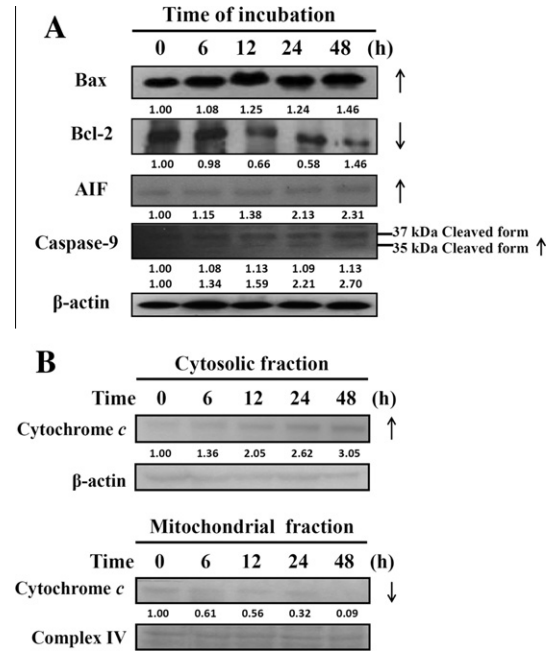 A
Time of incubation
0 6 12 24 48 (h)
Bax ↑
1.00 1.08 1.25 1.24 1.46
Bcl-2 ↓
1.00 0.98 0.66 0.58 1.46
AIF ↑
1.00 1.15 1.38 2.13 2.31
Caspase-9 37 kDa Cleaved form
35 kDa Cleaved form ↑
1.00 1.08 1.13 1.09 1.13
1.00 1.34 1.59 2.21 2.70
β-actin
B
Cytosolic fraction
Time 0 6 12 24 48 (h)
Cytochrome c ↑
1.00 1.36 2.05 2.62 3.05
β-actin
Mitochondrial fraction
Time 0 6 12 24 48 (h)
Cytochrome c ↓
1.00 0.61 0.56 0.32 0.09
Complex IV